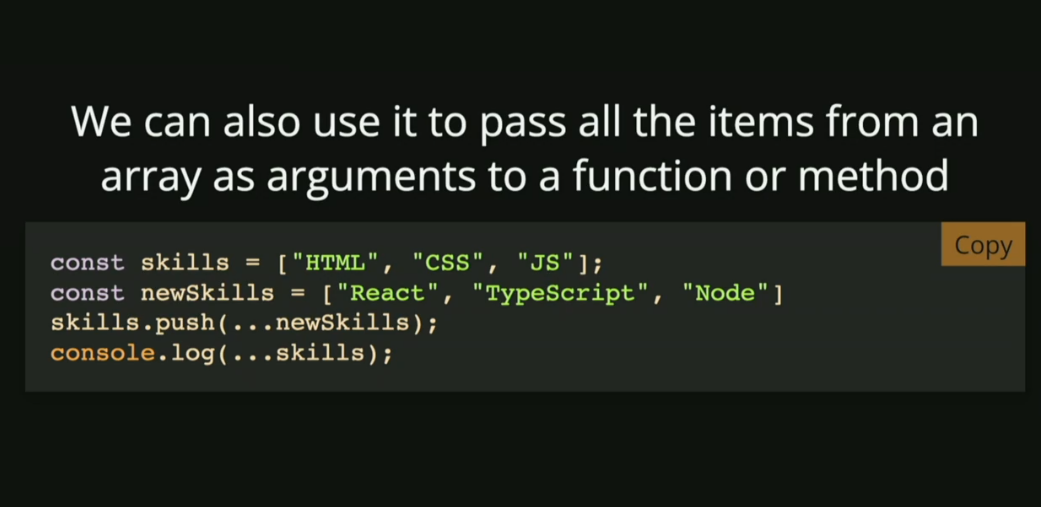 We can also use it to pass all the items from an
array as arguments to a function or method
Copy
const skills = ["HTML", "CSS", "JS"];
const newSkills = ["React", "TypeScript", "Node"]
skills.push(...newSkills);
console.log(...skills);